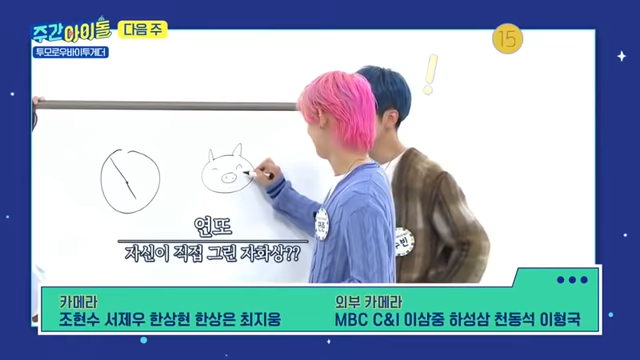 주간아이돌
다음 주
투모로우바이투게더
15
!
연또
자신이 직접 그린 자화상??
수빈
카메라
조현수 서제우 한상현 한상은 최지웅
외부 카메라
MBC C&I 이삼중 하성삼 천동석 이형국